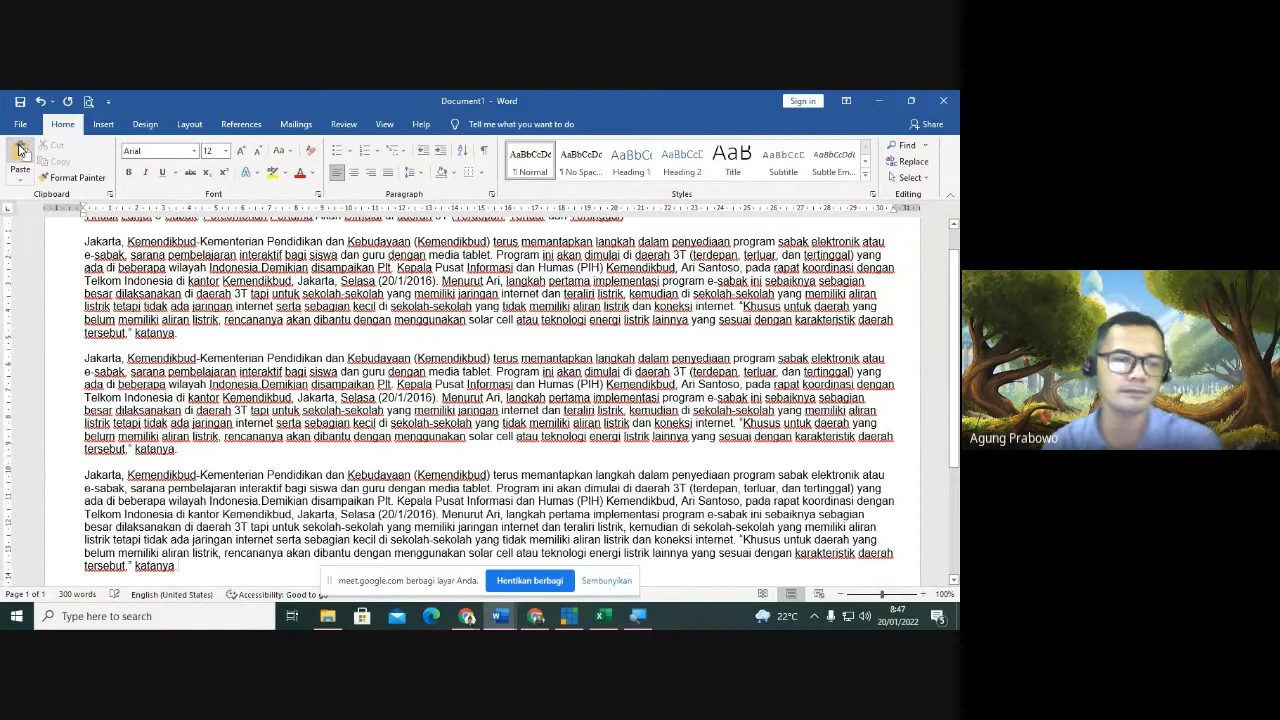 Document1 - Word
Sign in
File Home Insert Design Layout References Mailings Review View Help Tell me what you want to do Share
Paste
Cut
Copy
Format Painter
Arial 12
Clipboard Font Paragraph Styles Editing
AaBbCcDc AaBbCcDc AaBbC AaBbCc AaB AaBbCcD AaBbCcDd
¶ Normal ¶ No Spac... Heading 1 Heading 2 Title Subtitle Subtle Em...
Find
Replace
Select
Jakarta, Kemendikbud-Kementerian Pendidikan dan Kebudayaan (Kemendikbud) terus memantapkan langkah dalam penyediaan program sabak elektronik atau
e-sabak, sarana pembelajaran interaktif bagi siswa dan guru dengan media tablet. Program ini akan dimulai di daerah 3T (terdepan, terluar, dan tertinggal) yang
ada di beberapa wilayah Indonesia.Demikian disampaikan Plt. Kepala Pusat Informasi dan Humas (PIH) Kemendikbud, Ari Santoso, pada rapat koordinasi dengan
Telkom Indonesia di kantor Kemendikbud, Jakarta, Selasa (20/1/2016). Menurut Ari, langkah pertama implementasi program e-sabak ini sebaiknya sebagian
besar dilaksanakan di daerah 3T tapi untuk sekolah-sekolah yang memiliki jaringan internet dan teraliri listrik, kemudian di sekolah-sekolah yang memiliki aliran
listrik tetapi tidak ada jaringan internet serta sebagian kecil di sekolah-sekolah yang tidak memiliki aliran listrik dan koneksi internet. “Khusus untuk daerah yang
belum memiliki aliran listrik, rencananya akan dibantu dengan menggunakan solar cell atau teknologi energi listrik lainnya yang sesuai dengan karakteristik daerah
tersebut,” katanya.
Jakarta, Kemendikbud-Kementerian Pendidikan dan Kebudayaan (Kemendikbud) terus memantapkan langkah dalam penyediaan program sabak elektronik atau
e-sabak, sarana pembelajaran interaktif bagi siswa dan guru dengan media tablet. Program ini akan dimulai di daerah 3T (terdepan, terluar, dan tertinggal) yang
ada di beberapa wilayah Indonesia.Demikian disampaikan Plt. Kepala Pusat Informasi dan Humas (PIH) Kemendikbud, Ari Santoso, pada rapat koordinasi dengan
Telkom Indonesia di kantor Kemendikbud, Jakarta, Selasa (20/1/2016). Menurut Ari, langkah pertama implementasi program e-sabak ini sebaiknya sebagian
besar dilaksanakan di daerah 3T tapi untuk sekolah-sekolah yang memiliki jaringan internet dan teraliri listrik, kemudian di sekolah-sekolah yang memiliki aliran
listrik tetapi tidak ada jaringan internet serta sebagian kecil di sekolah-sekolah yang tidak memiliki aliran listrik dan koneksi internet. “Khusus untuk daerah yang
belum memiliki aliran listrik, rencananya akan dibantu dengan menggunakan solar cell atau teknologi energi listrik lainnya yang sesuai dengan karakteristik daerah
tersebut,” katanya.
Jakarta, Kemendikbud-Kementerian Pendidikan dan Kebudayaan (Kemendikbud) terus memantapkan langkah dalam penyediaan program sabak elektronik atau
e-sabak, sarana pembelajaran interaktif bagi siswa dan guru dengan media tablet. Program ini akan dimulai di daerah 3T (terdepan, terluar, dan tertinggal) yang
ada di beberapa wilayah Indonesia.Demikian disampaikan Plt. Kepala Pusat Informasi dan Humas (PIH) Kemendikbud, Ari Santoso, pada rapat koordinasi dengan
Telkom Indonesia di kantor Kemendikbud, Jakarta, Selasa (20/1/2016). Menurut Ari, langkah pertama implementasi program e-sabak ini sebaiknya sebagian
besar dilaksanakan di daerah 3T tapi untuk sekolah-sekolah yang memiliki jaringan internet dan teraliri listrik, kemudian di sekolah-sekolah yang memiliki aliran
listrik tetapi tidak ada jaringan internet serta sebagian kecil di sekolah-sekolah yang tidak memiliki aliran listrik dan koneksi internet. “Khusus untuk daerah yang
belum memiliki aliran listrik, rencananya akan dibantu dengan menggunakan solar cell atau teknologi energi listrik lainnya yang sesuai dengan karakteristik daerah
tersebut,” katanya.
meet.google.com berbagi layar Anda. Hentikan berbagi Sembunyikan
Page 1 of 1 300 words English (United States) Accessibility: Good to go 100%
Type here to search
22°C
8:47
20/01/2022
5
Agung Prabowo